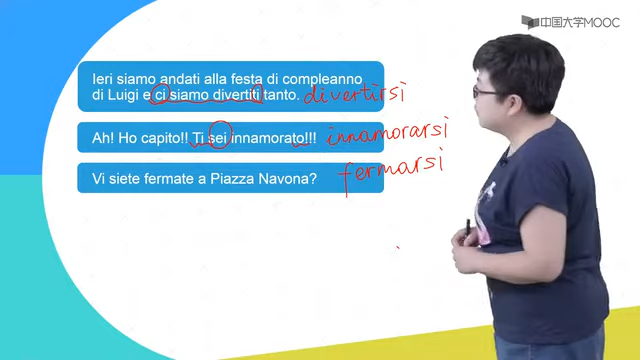 中国大学MOOC
Ieri siamo andati alla festa di compleanno
di Luigi e ci siamo divertiti tanto. divertirsi
Ah! Ho capito!! Ti sei innamorato!!! innamorarsi
Vi siete fermate a Piazza Navona? fermarsi